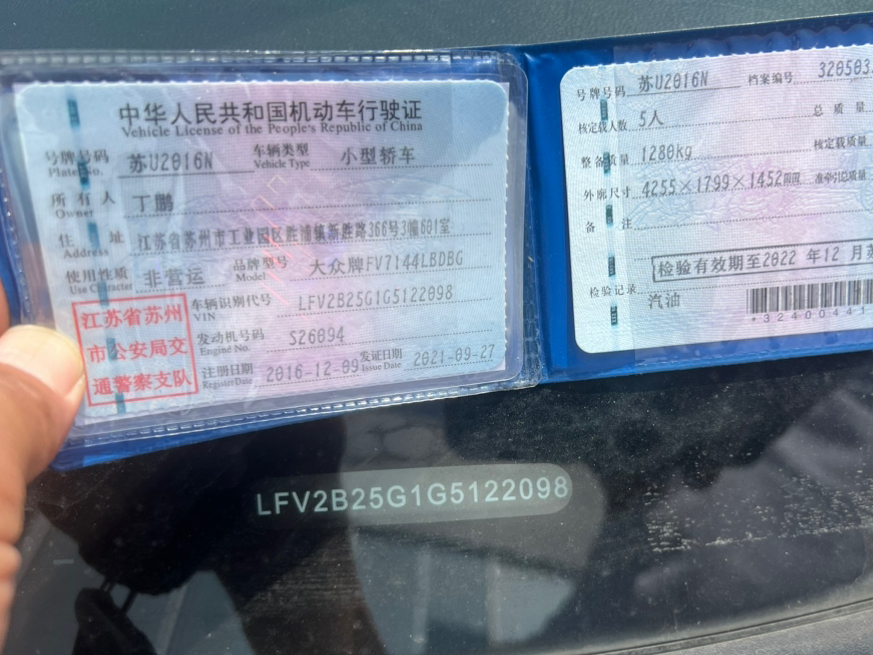 中华人民共和国机动车行驶证
Vehicle License of the People's Republic of China
号牌号码 苏U2016N 车辆类型 小型轿车
Plate No. Vehicle Type
所有人 丁鹏
Owner
住址 江苏省苏州市工业园区胜浦镇新胜路366号3幢601室
Address
使用性质 非营运 品牌型号 大众牌FV7144LBDBG
Use Character Model
江苏省苏州
市公安局交
通警察支队
车辆识别代号 LFV2B25G1G5122098
VIN
发动机号码 S26094
Engine No.
注册日期 2016-12-09 发证日期 2021-09-27
Register Date Issue Date
号牌号码 苏U2016N 档案编号 320503
核定载人数 5人 总质量
整备质量 1280kg 核定载质量
外廓尺寸 4255×1799×1452mm 准牵引总质量
备注
检验有效期至2022 年12 月苏
检验记录
汽油
*32400441
LFV2B25G1G5122098